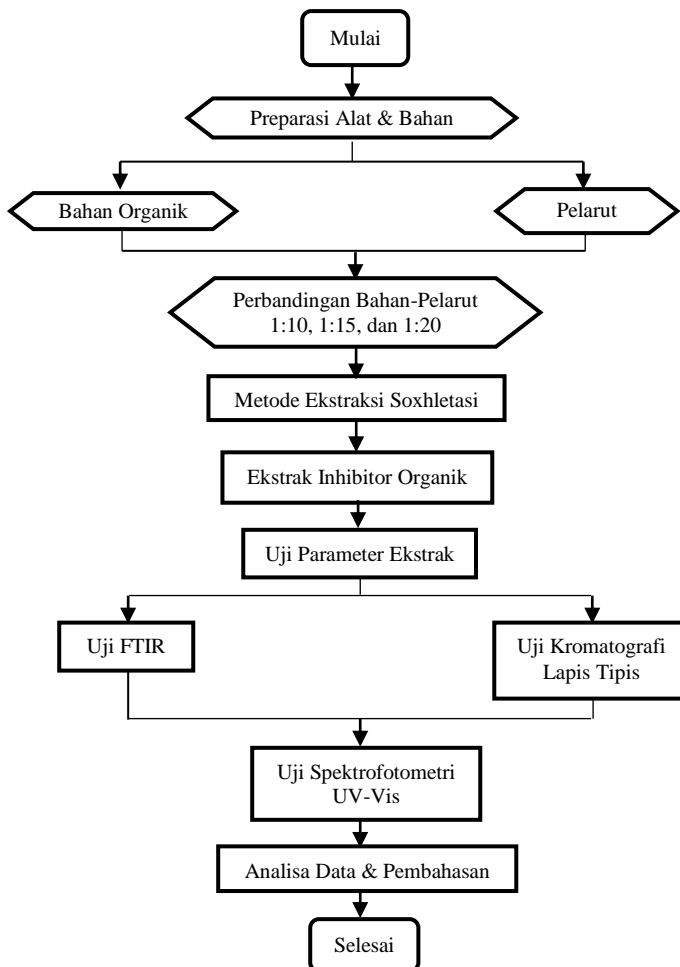 Mulai
Preparasi Alat & Bahan
Bahan Organik
Pelarut
Perbandingan Bahan-Pelarut
1:10, 1:15, dan 1:20
Metode Ekstraksi Soxhletasi
Ekstrak Inhibitor Organik
Uji Parameter Ekstrak
Uji FTIR
Uji Kromatografi
Lapis Tipis
Uji Spektrofotometri
UV-Vis
Analisa Data & Pembahasan
Selesai